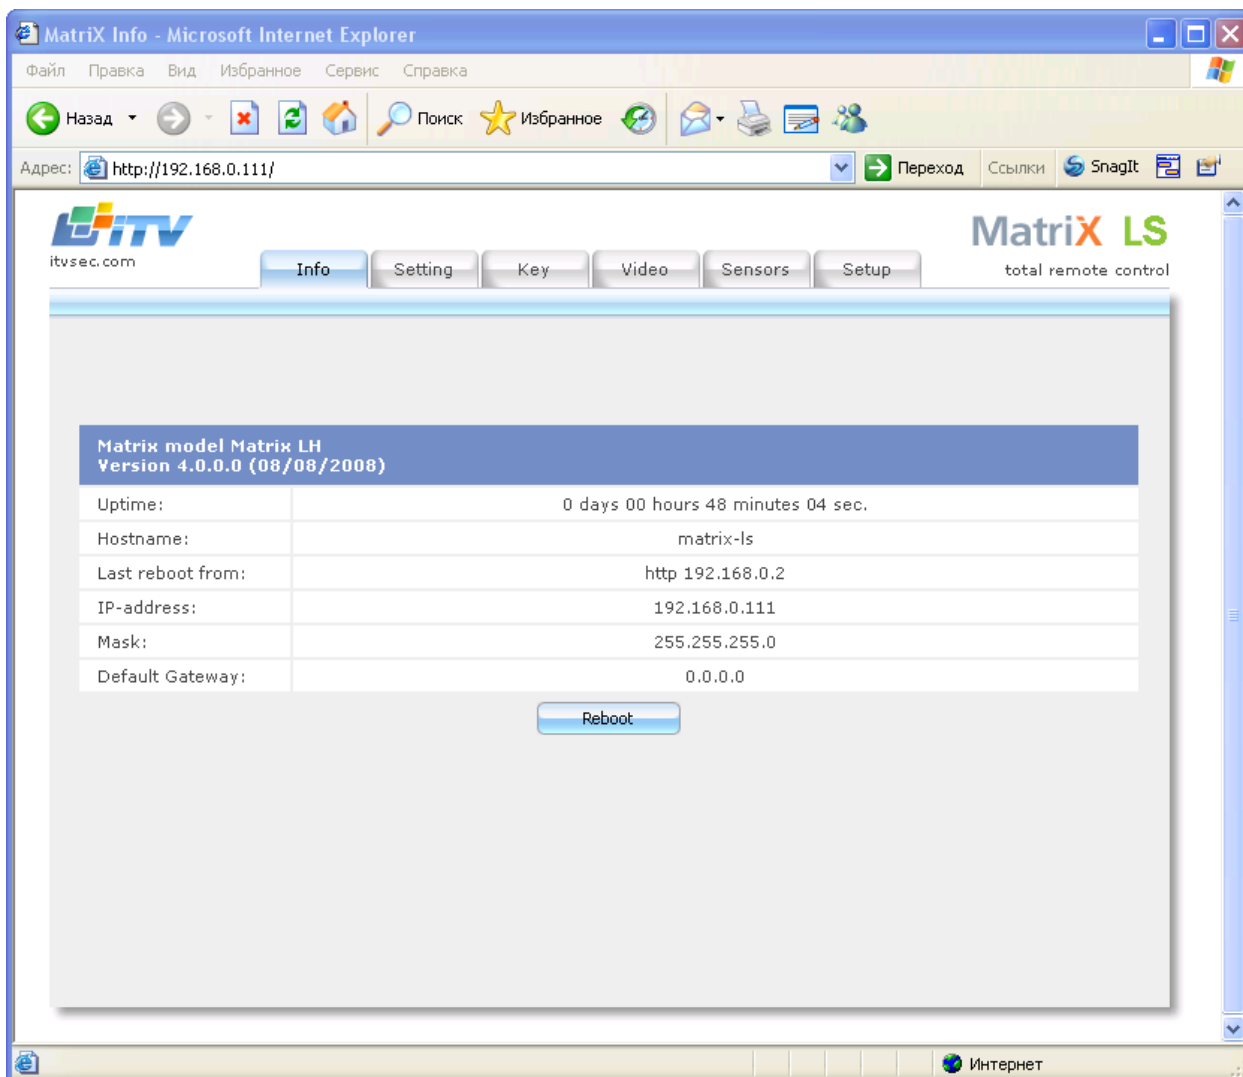 MatriX Info - Microsoft Internet Explorer
Файл Правка Вид Избранное Сервис Справка
Назад Поиск Избранное
Адрес: http://192.168.0.111/ Переход Ссылки SnagIt
iTV
itvsec.com
MatriX LS
total remote control
Info Setting Key Video Sensors Setup
Matrix model Matrix LH
Version 4.0.0.0 (08/08/2008)
Uptime: 0 days 00 hours 48 minutes 04 sec.
Hostname: matrix-ls
Last reboot from: http 192.168.0.2
IP-address: 192.168.0.111
Mask: 255.255.255.0
Default Gateway: 0.0.0.0
Reboot
Интернет